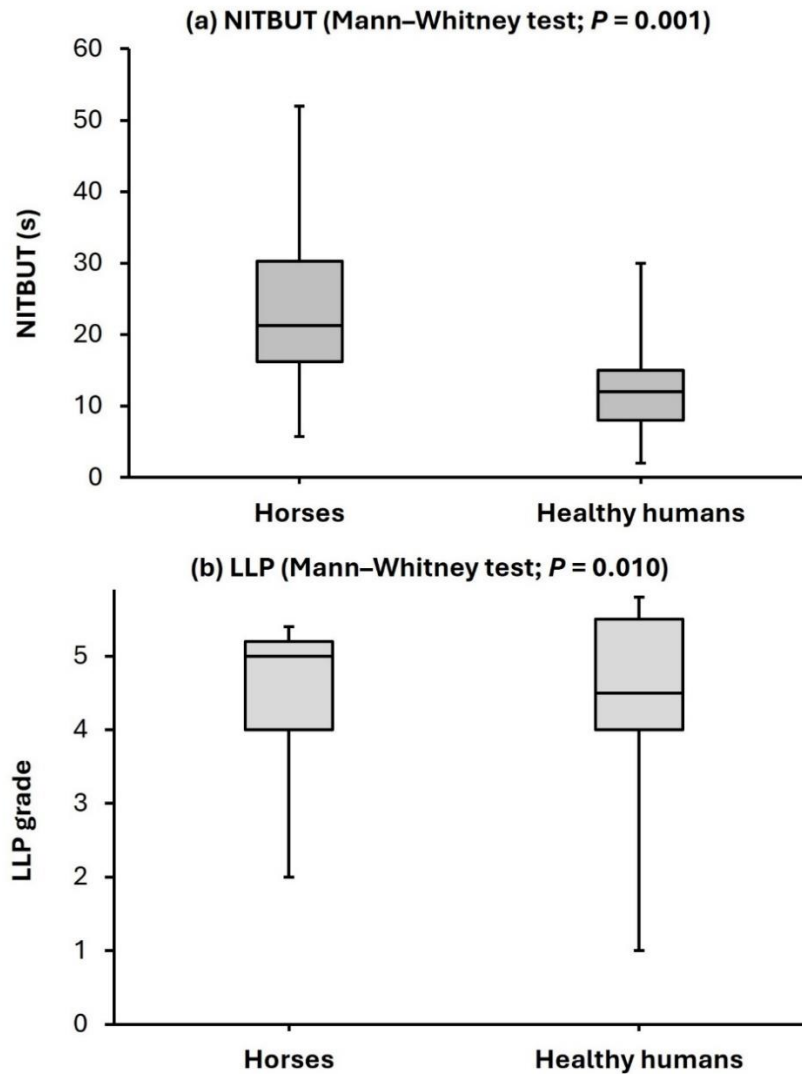 (a) NITBUT (Mann–Whitney test; P = 0.001)
60
50
40
30
20
10
0
NITBUT (s)
Horses
Healthy humans
(b) LLP (Mann–Whitney test; P = 0.010)
5
4
3
2
1
0
LLP grade
Horses
Healthy humans